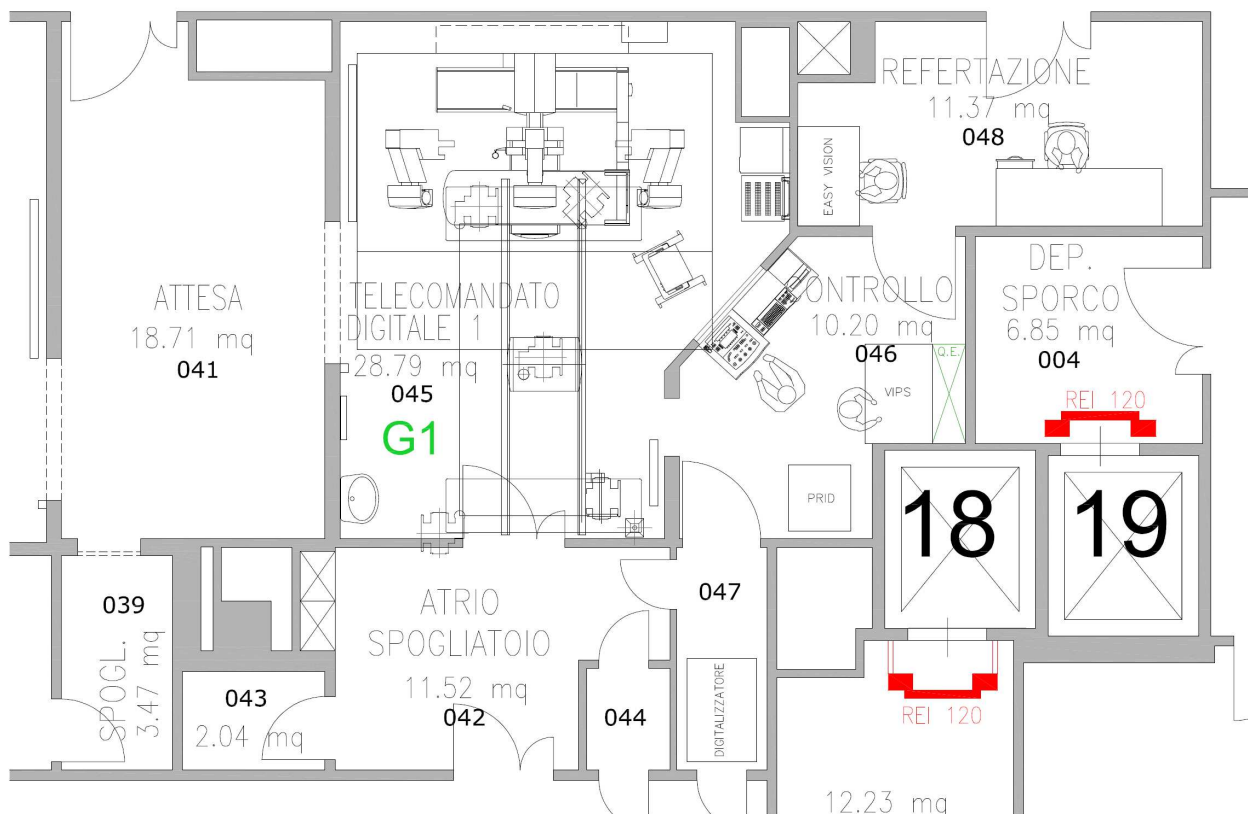 REFERTAZIONE
11.37 mq
048
EASY VISION
ATTESA
18.71 mq
041
TELECOMANDATO
DIGITALE 1
28.79 mq
045
G1
CONTROLLO
10.20 mq
046
VIPS
Q.E.
PRID
DEP.
SPORCO
6.85 mq
004
REI 120
18
19
039
SPOGL.
3.47 mq
043
2.04 mq
ATRIO
SPOGLIATOIO
11.52 mq
042
044
047
DIGITALIZZATORE
REI 120
12.23 mq